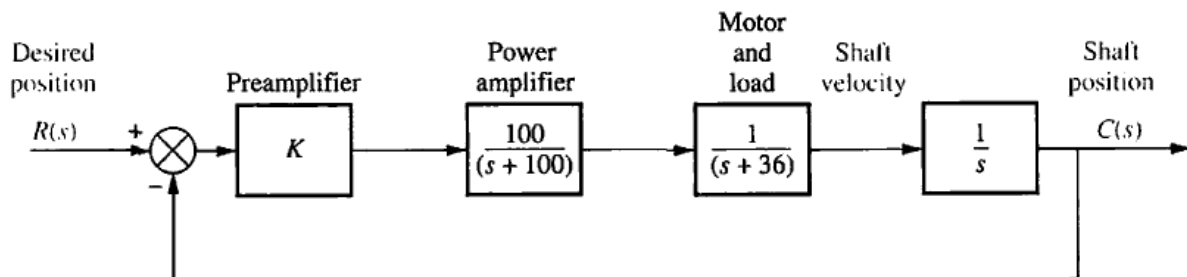 Desired
position
R(s)
+
−
Preamplifier
K
Power
amplifier
100
(s + 100)
Motor
and
load
1
(s + 36)
Shaft
velocity
1
s
Shaft
position
C(s)